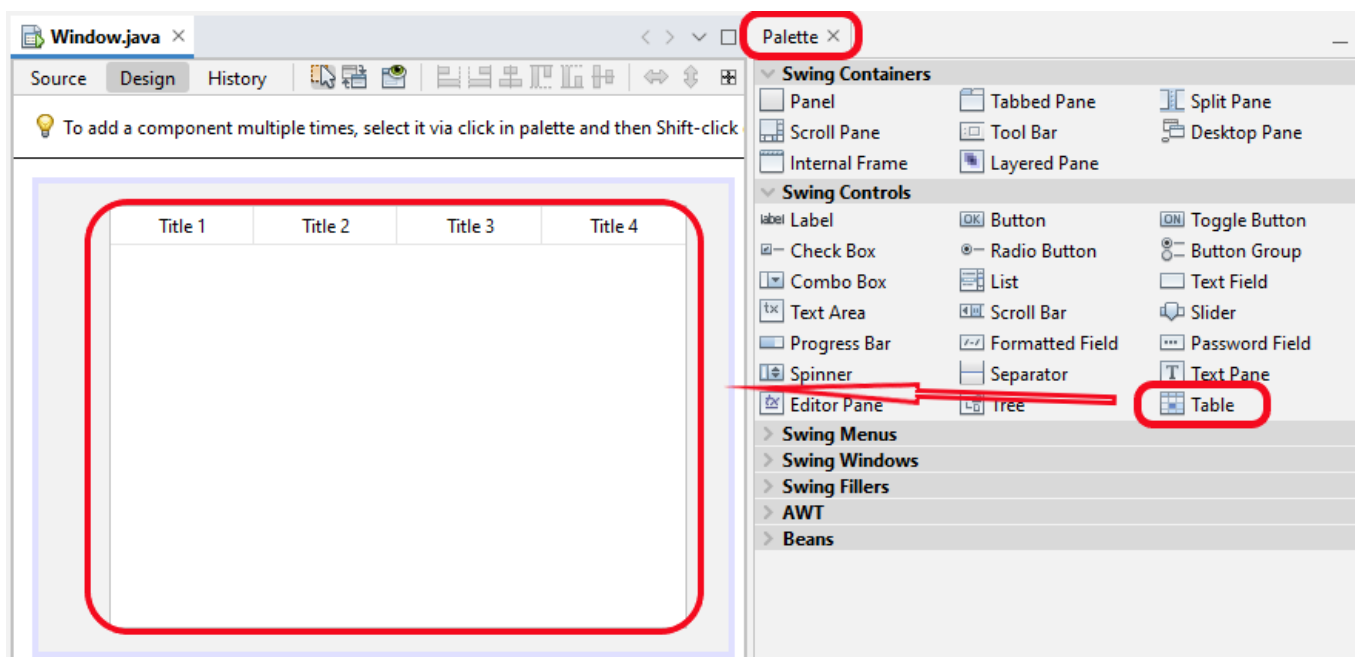 Window.java
Source Design History
To add a component multiple times, select it via click in palette and then Shift-click
Title 1 Title 2 Title 3 Title 4
Palette
Swing Containers
Panel Tabbed Pane Split Pane
Scroll Pane Tool Bar Desktop Pane
Internal Frame Layered Pane
Swing Controls
label Label OK Button ON Toggle Button
Check Box Radio Button Button Group
Combo Box List Text Field
tx Text Area Scroll Bar Slider
Progress Bar Formatted Field Password Field
Spinner Separator T Text Pane
tx Editor Pane Tree Table
Swing Menus
Swing Windows
Swing Fillers
AWT
Beans